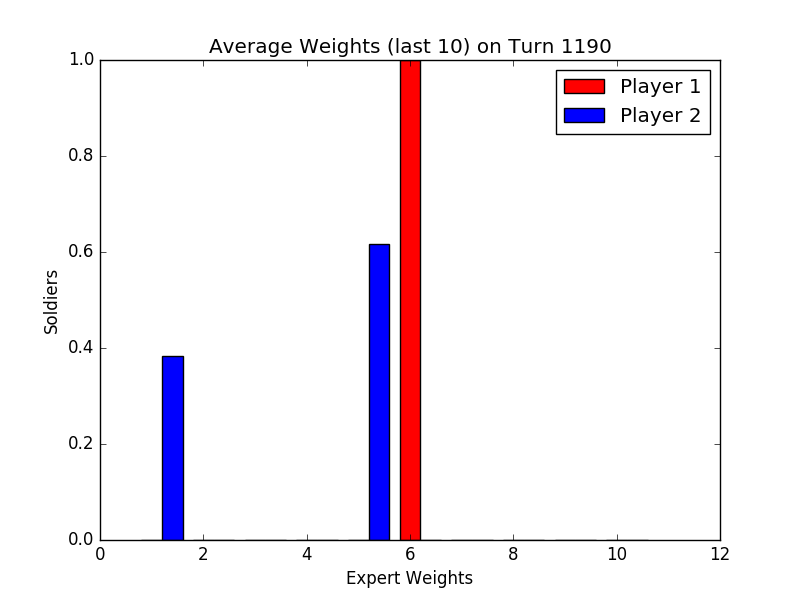 Average Weights (last 10) on Turn 1190
1.0
0.8
0.6
0.4
0.2
0.0
Soldiers
Player 1
Player 2
0 2 4 6 8 10 12
Expert Weights